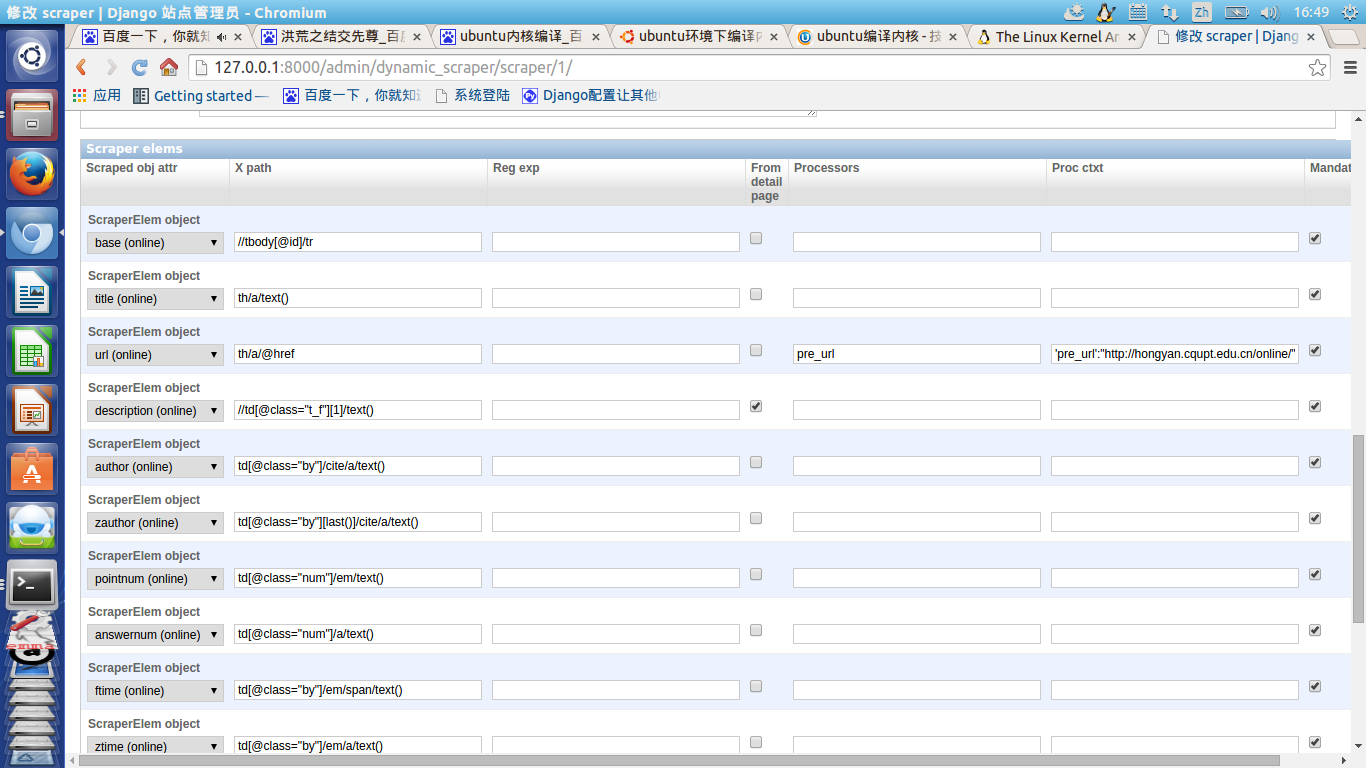 修改 scraper | Django 站点管理员 - Chromium
Zh
16:49
百度一下，你就知
洪荒之结交先尊_百度
ubuntu内核编译_百
ubuntu环境下编译内
ubuntu编译内核 - 技
The Linux Kernel Ar
修改 scraper | Djang
127.0.0.1:8000/admin/dynamic_scraper/scraper/1/
应用
Getting started —
百度一下，你就知道
系统登陆
Django配置让其他
Scraper elems
Scraped obj attr X path Reg exp From detail page Processors Proc ctxt Mandat
ScraperElem object
base (online) //tbody[@id]/tr
ScraperElem object
title (online) th/a/text()
ScraperElem object
url (online) th/a/@href pre_url 'pre_url':"http://hongyan.cqupt.edu.cn/online/"
ScraperElem object
description (online) //td[@class="t_f"][1]/text()
ScraperElem object
author (online) td[@class="by"]/cite/a/text()
ScraperElem object
zauthor (online) td[@class="by"][last()]/cite/a/text()
ScraperElem object
pointnum (online) td[@class="num"]/em/text()
ScraperElem object
answernum (online) td[@class="num"]/a/text()
ScraperElem object
ftime (online) td[@class="by"]/em/span/text()
ScraperElem object
ztime (online) td[@class="by"]/em/a/text()